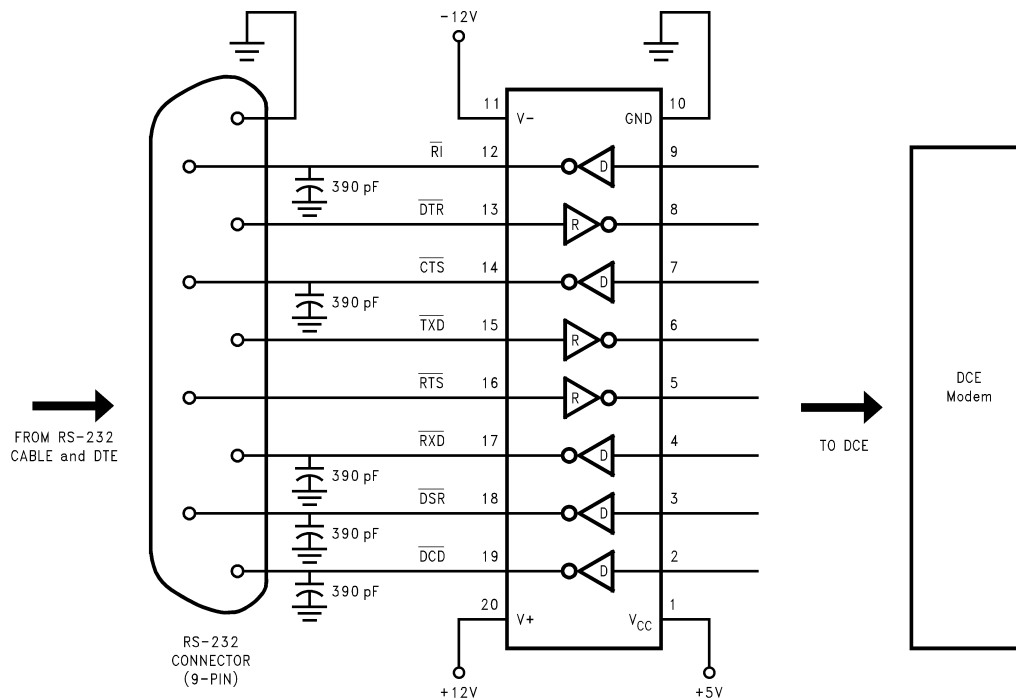 -12V
11
V-
GND
10
RI
12
D
9
390 pF
DTR
13
R
8
CTS
14
D
7
390 pF
TXD
15
R
6
RTS
16
R
5
FROM RS-232
CABLE and DTE
TO DCE
DCE
Modem
RXD
17
D
4
390 pF
DSR
18
D
3
390 pF
DCD
19
D
2
390 pF
20
V+
VCC
1
RS-232
CONNECTOR
(9-PIN)
+12V
+5V